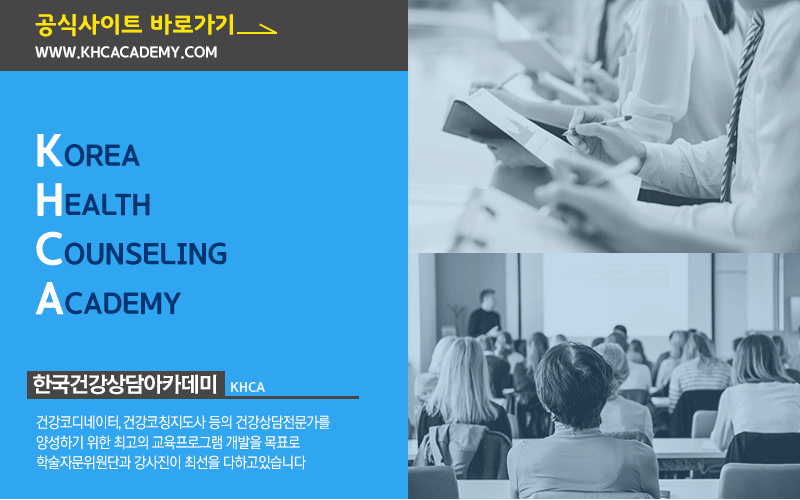 공식사이트 바로가기
WWW.KHCACADEMY.COM
KOREA
HEALTH
COUNSELING
ACADEMY
한국건강상담아카데미 KHCA
건강코디네이터, 건강코칭지도사 등의 건강상담전문가를
양성하기 위한 최고의 교육프로그램 개발을 목표로
학술자문위원단과 강사진이 최선을 다하고있습니다